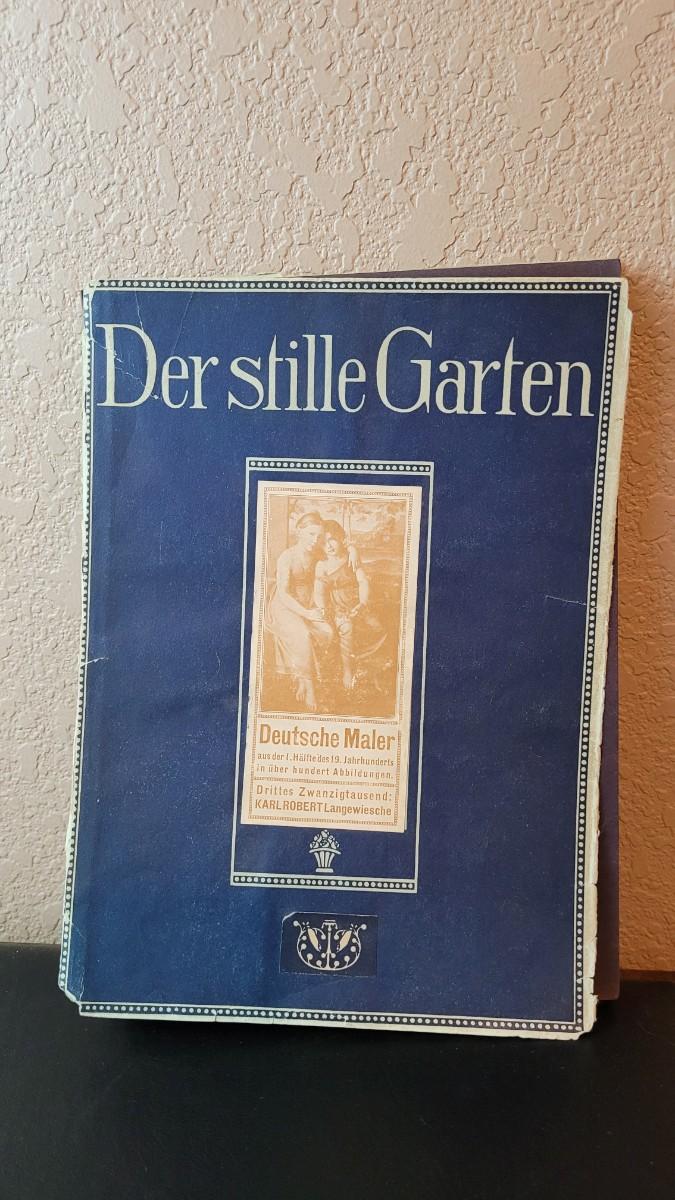 Der stille Garten
Deutsche Maler
aus der 1. Hälfte des 19. Jahrhunderts
in über hundert Abbildungen.
Drittes Zwanzigtausend:
KARL ROBERT Langewiesche